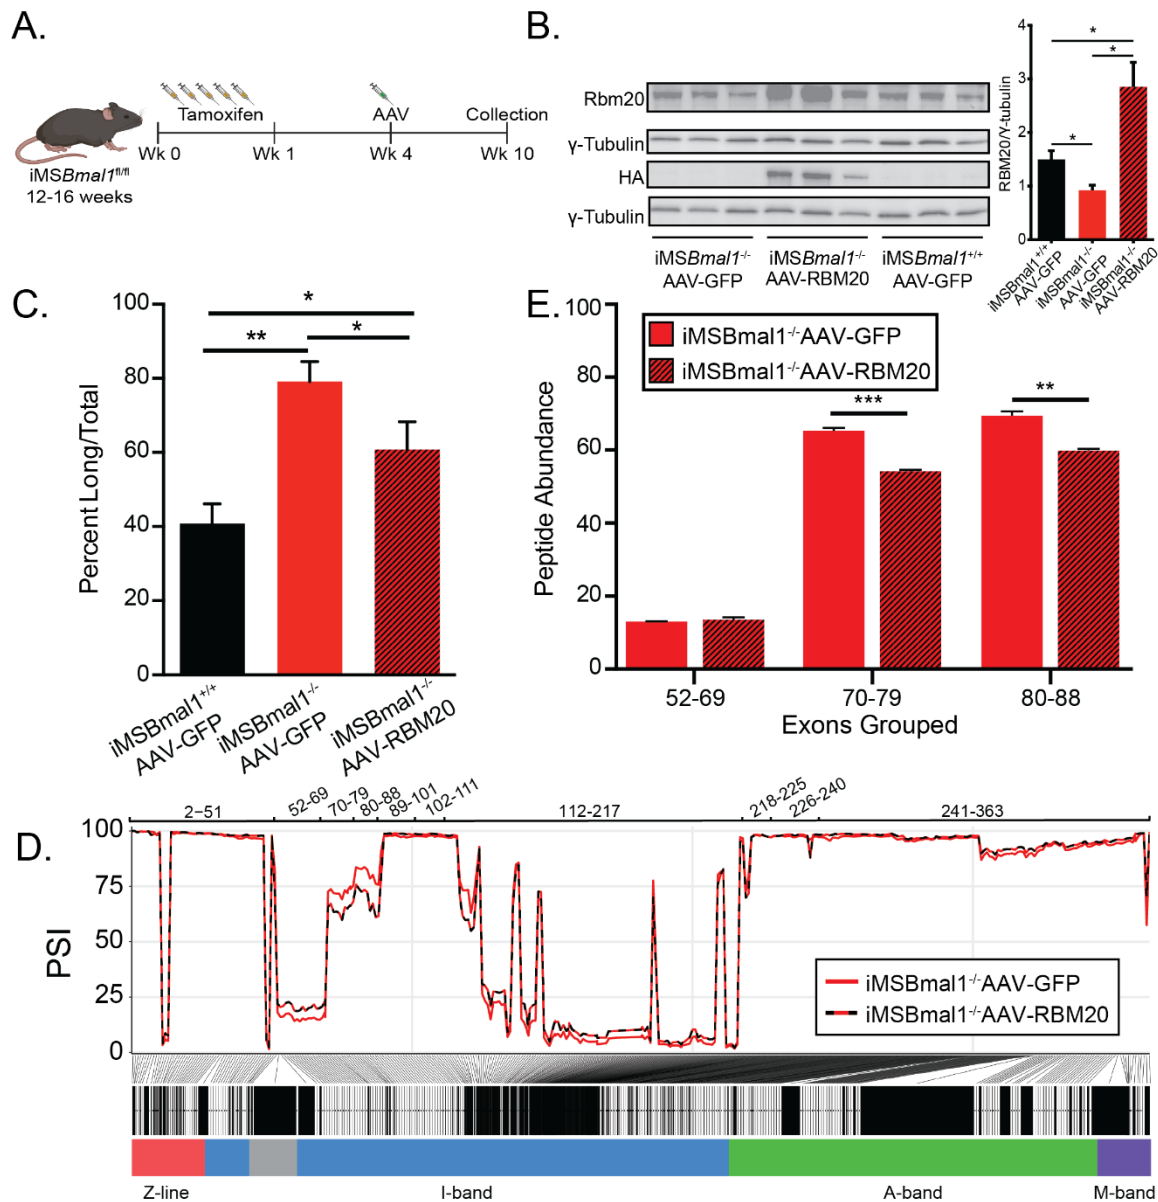 A.
Tamoxifen
AAV
Collection
Wk 0
Wk 1
Wk 4
Wk 10
iMSBmal1fl/fl
12-16 weeks
B.
Rbm20
γ-Tubulin
HA
γ-Tubulin
iMSBmal1-/-
AAV-GFP
iMSBmal1-/-
AAV-RBM20
iMSBmal1+/+
AAV-GFP
RBM20/Y-tubulin
4
3
2
1
0
*
*
*
iMSBmal1+/+
AAV-GFP
iMSBmal1-/-
AAV-GFP
iMSBmal1-/-
AAV-RBM20
C.
Percent Long/Total
100
80
60
40
20
0
*
**
*
iMSBmal1+/+
AAV-GFP
iMSBmal1-/-
AAV-GFP
iMSBmal1-/-
AAV-RBM20
E.
Peptide Abundance
100
80
60
40
20
0
iMSBmal1-/-AAV-GFP
iMSBmal1-/-AAV-RBM20
***
**
52-69
70-79
80-88
Exons Grouped
D.
2-51
52-69
70-79
80-88
89-101
102-111
112-217
218-225
226-240
241-363
PSI
100
75
50
25
0
iMSBmal1-/-AAV-GFP
iMSBmal1-/-AAV-RBM20
Z-line
I-band
A-band
M-band